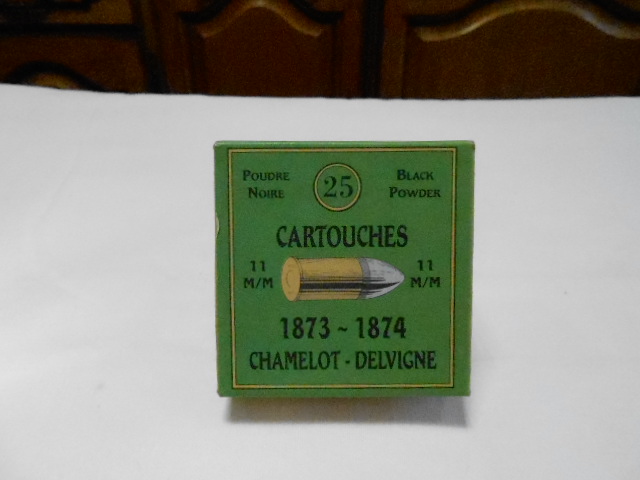 POUDRE NOIRE
25
BLACK POWDER
CARTOUCHES
11 M/M
11 M/M
1873 ~ 1874
CHAMELOT - DELVIGNE